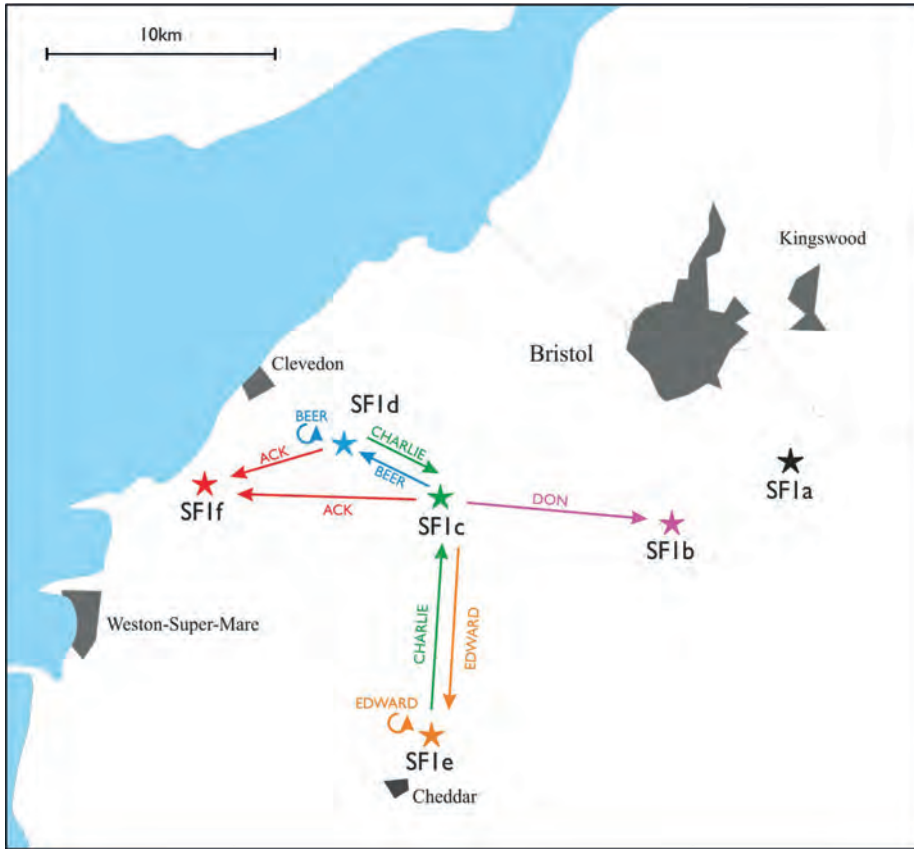 10km
Kingswood
Bristol
Clevedon
SF1d
BEER
CHARLIE
ACK
BEER
SF1a
SF1f
ACK
SF1c
DON
SF1b
Weston-Super-Mare
CHARLIE
EDWARD
EDWARD
SF1e
Cheddar